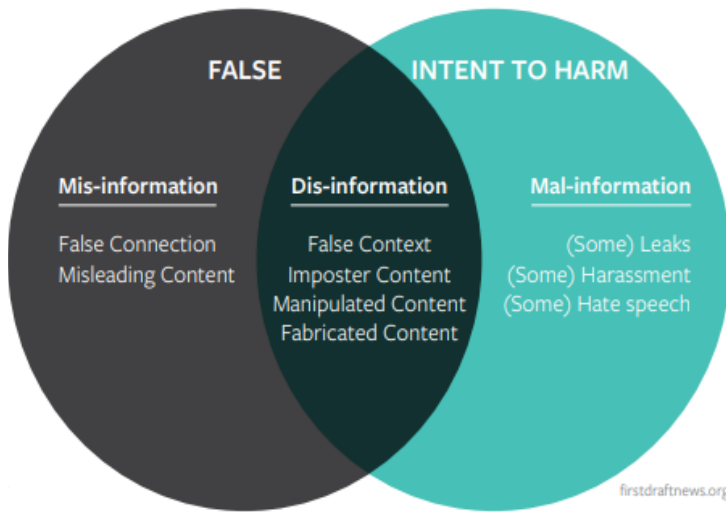 FALSE
INTENT TO HARM
Mis-information
False Connection
Misleading Content
Dis-information
False Context
Imposter Content
Manipulated Content
Fabricated Content
Mal-information
(Some) Leaks
(Some) Harassment
(Some) Hate speech
firstdraftnews.org